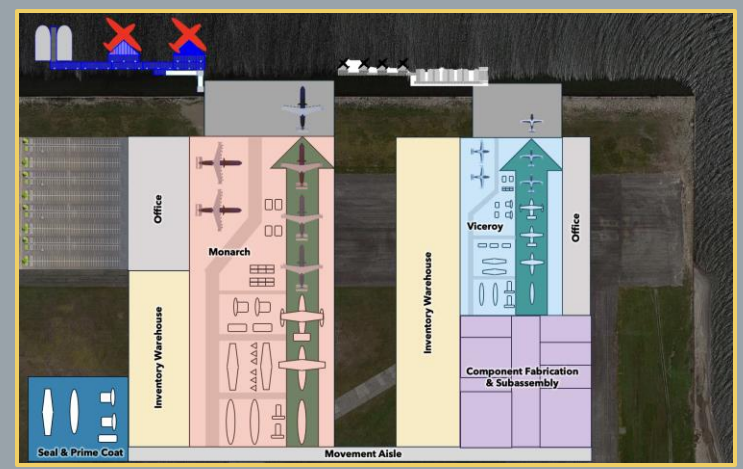 Office
Monarch
Inventory Warehouse
Seal & Prime Coat
Inventory Warehouse
Viceroy
Office
Component Fabrication
& Subassembly
Movement Aisle